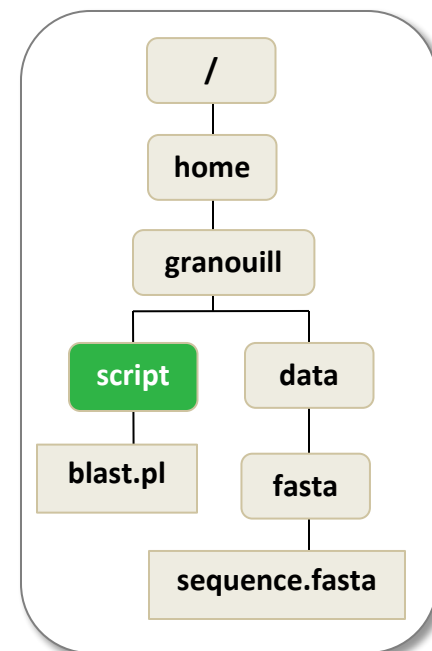 /
home
granouill
script
data
blast.pl
fasta
sequence.fasta